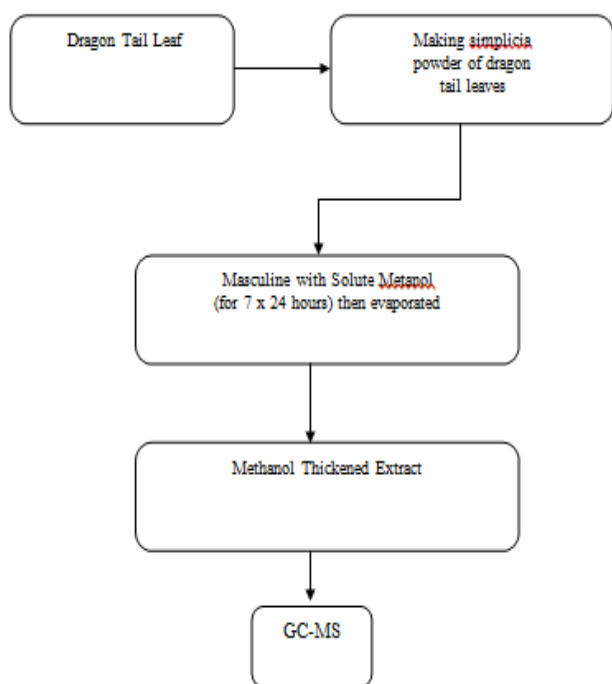 Dragon Tail Leaf
Making simplicia
powder of dragon
tail leaves
Masculine with Solute Metanol
(for 7 x 24 hours) then evaporated
Methanol Thickened Extract
GC-MS